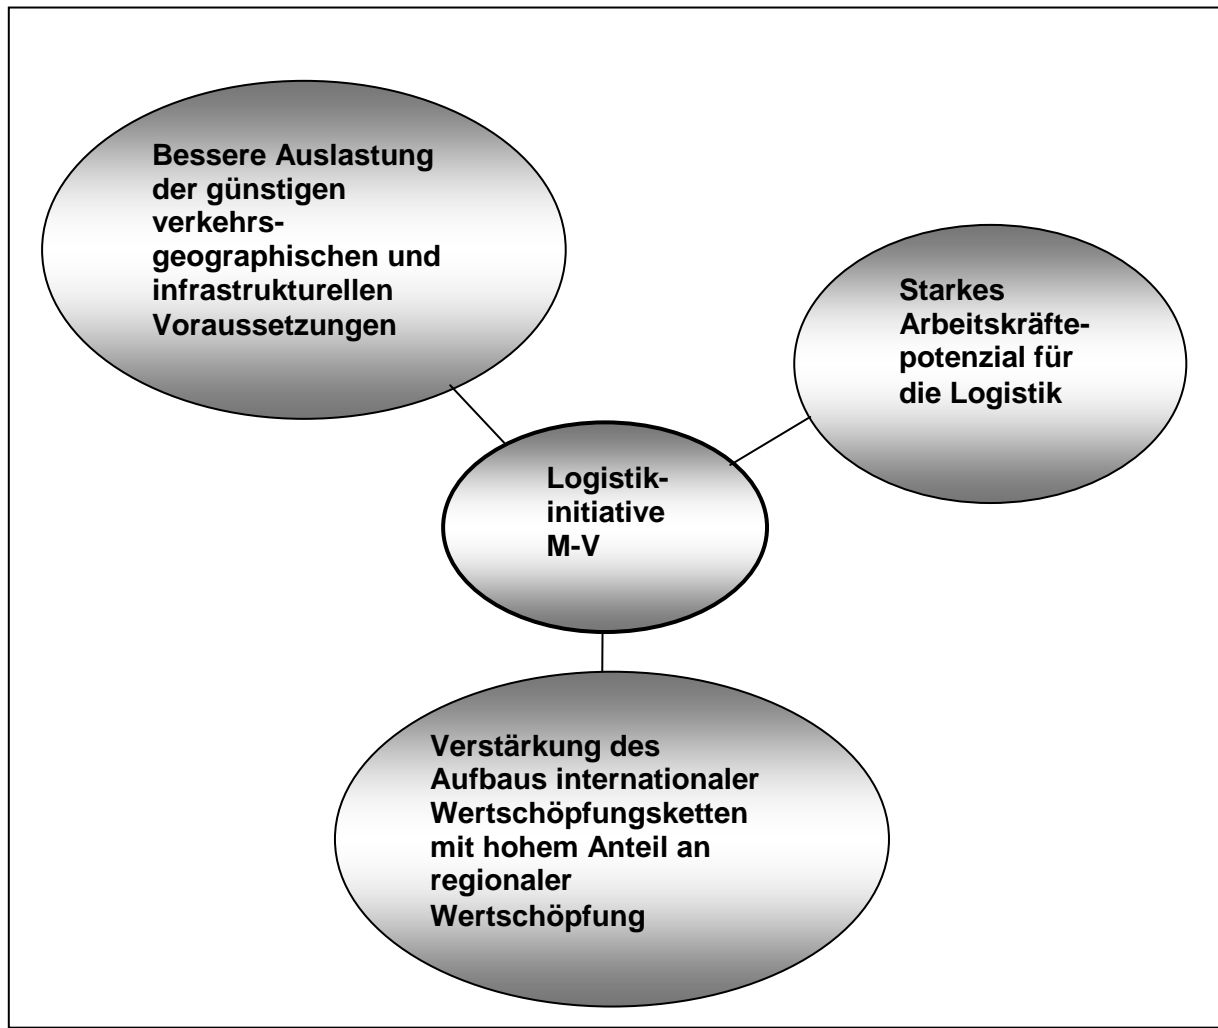 Bessere Auslastung
der günstigen
verkehrs-
geographischen und
infrastrukturellen
Voraussetzungen
Starkes
Arbeitskräfte-
potenzial für
die Logistik
Logistik-
initiative
M-V
Verstärkung des
Aufbaus internationaler
Wertschöpfungsketten
mit hohem Anteil an
regionaler
Wertschöpfung